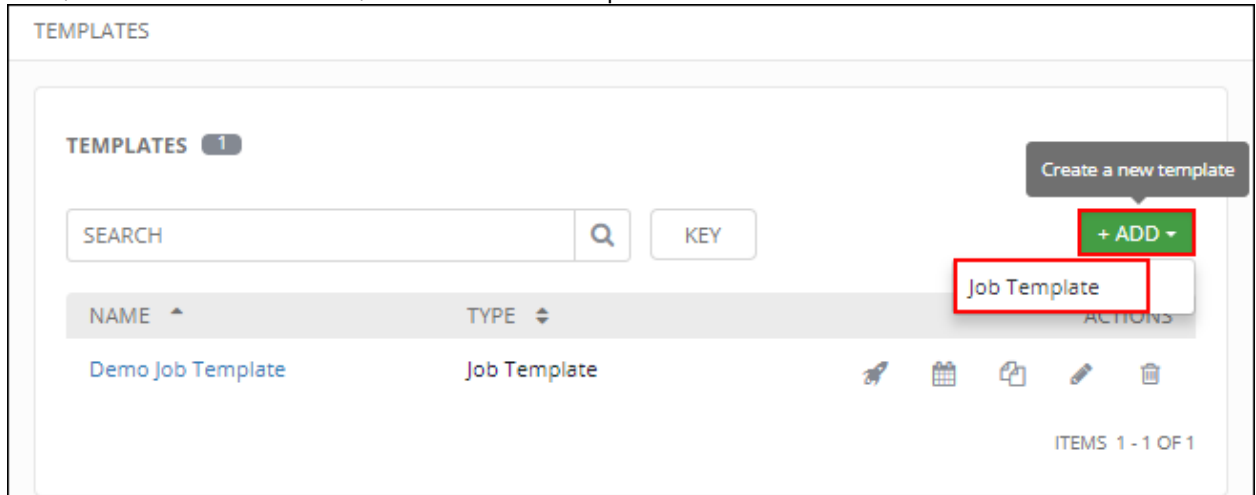 TEMPLATES
TEMPLATES 1
Create a new template
SEARCH
KEY
+ ADD
Job Template
NAME
TYPE
ACTIONS
Demo Job Template
Job Template
ITEMS 1 - 1 OF 1